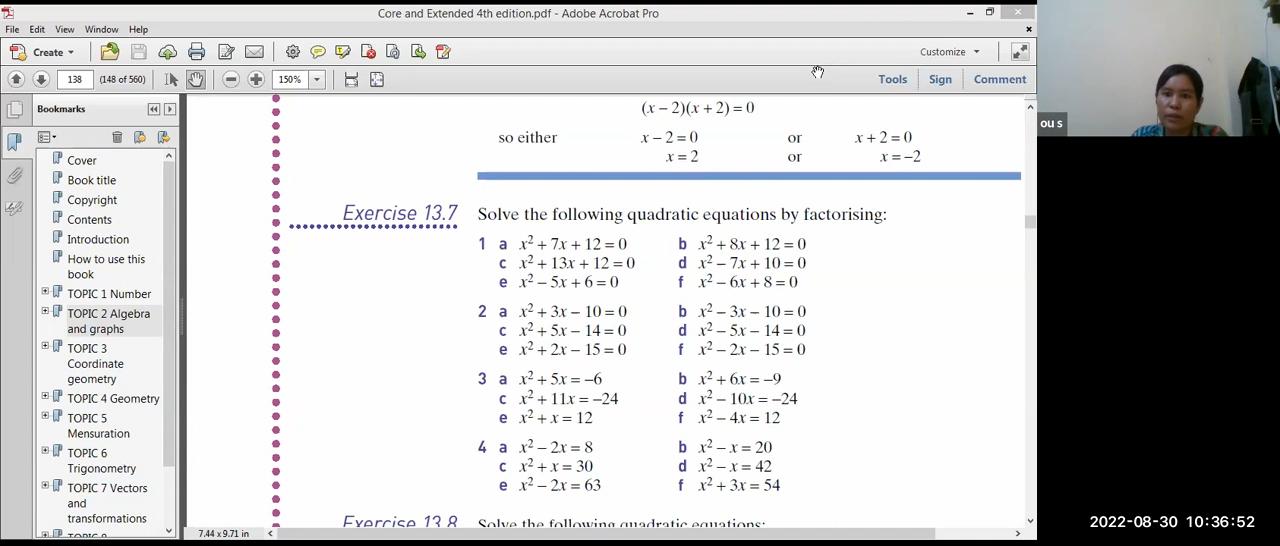 Core and Extended 4th edition.pdf - Adobe Acrobat Pro
File Edit View Window Help
Create
Customize
138 (148 of 560) 150% Tools Sign Comment
Bookmarks
Cover
Book title
Copyright
Contents
Introduction
How to use this
book
TOPIC 1 Number
TOPIC 2 Algebra
and graphs
TOPIC 3
Coordinate
geometry
TOPIC 4 Geometry
TOPIC 5
Mensuration
TOPIC 6
Trigonometry
TOPIC 7 Vectors
and
transformations
(x − 2)(x + 2) = 0
so either x − 2 = 0 or x + 2 = 0
x = 2 or x = −2
Exercise 13.7 Solve the following quadratic equations by factorising:
1 a x² + 7x + 12 = 0 b x² + 8x + 12 = 0
c x² + 13x + 12 = 0 d x² − 7x + 10 = 0
e x² − 5x + 6 = 0 f x² − 6x + 8 = 0
2 a x² + 3x − 10 = 0 b x² − 3x − 10 = 0
c x² + 5x − 14 = 0 d x² − 5x − 14 = 0
e x² + 2x − 15 = 0 f x² − 2x − 15 = 0
3 a x² + 5x = −6 b x² + 6x = −9
c x² + 11x = −24 d x² − 10x = −24
e x² + x = 12 f x² − 4x = 12
4 a x² − 2x = 8 b x² − x = 20
c x² + x = 30 d x² − x = 42
e x² − 2x = 63 f x² + 3x = 54
Exercise 13.8 Solve the following quadratic equations:
7.44 x 9.71 in
ou s
2022-08-30 10:36:52